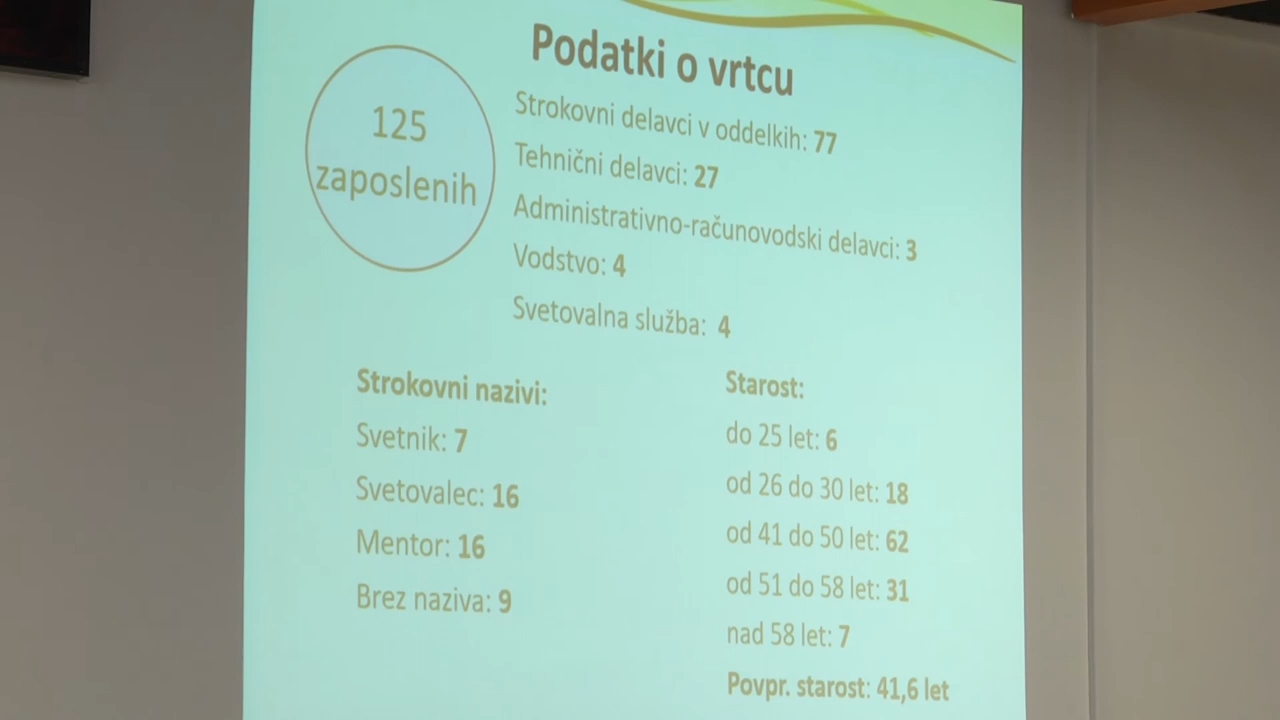 Podatki o vrtcu
125
zaposlenih
Strokovni delavci v oddelkih: 77
Tehnični delavci: 27
Administrativno-računovodski delavci: 3
Vodstvo: 4
Svetovalna služba: 4
Strokovni nazivi:
Svetnik: 7
Svetovalec: 16
Mentor: 16
Brez naziva: 9
Starost:
do 25 let: 6
od 26 do 30 let: 18
od 41 do 50 let: 62
od 51 do 58 let: 31
nad 58 let: 7
Povpr. starost: 41,6 let